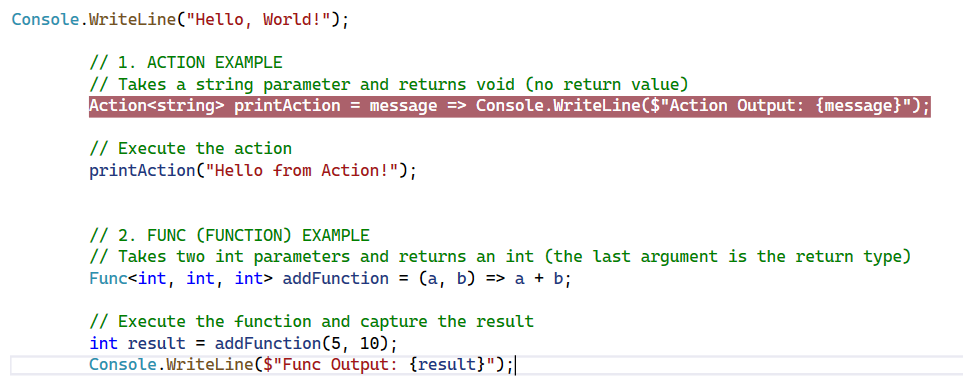 Console.WriteLine("Hello, World!");
// 1. ACTION EXAMPLE
// Takes a string parameter and returns void (no return value)
Action<string> printAction = message => Console.WriteLine($"Action Output: {message}");
// Execute the action
printAction("Hello from Action!");
// 2. FUNC (FUNCTION) EXAMPLE
// Takes two int parameters and returns an int (the last argument is the return type)
Func<int, int, int> addFunction = (a, b) => a + b;
// Execute the function and capture the result
int result = addFunction(5, 10);
Console.WriteLine($"Func Output: {result}");